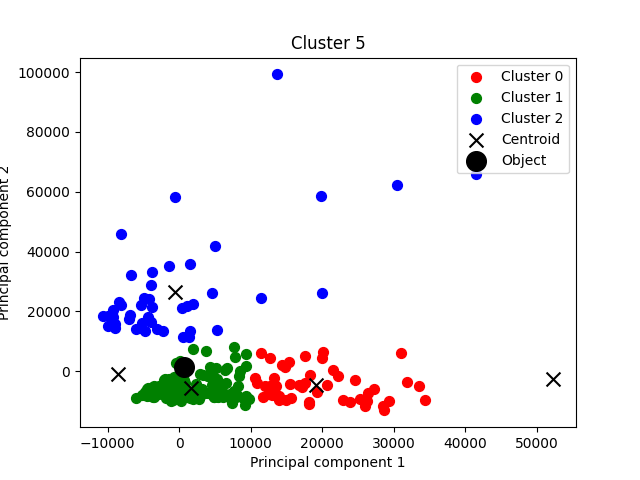 Cluster 5
100000
80000
60000
40000
20000
0
Principal component 2
−10000
0
10000
20000
30000
40000
50000
Principal component 1
Cluster 0
Cluster 1
Cluster 2
Centroid
Object